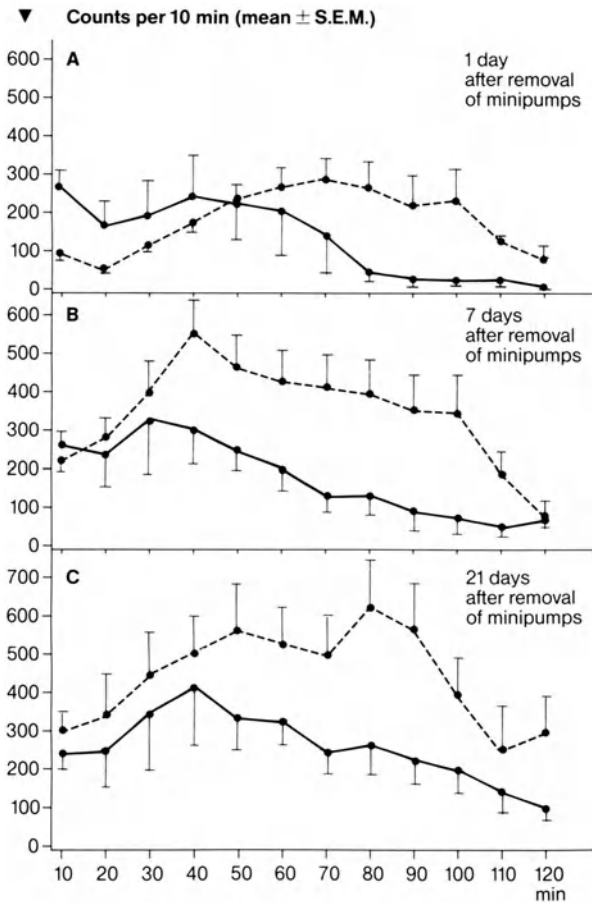 ▼ Counts per 10 min (mean ± S.E.M.)
A
1 day
after removal
of minipumps
600
500
400
300
200
100
0
B
7 days
after removal
of minipumps
600
500
400
300
200
100
0
C
21 days
after removal
of minipumps
700
600
500
400
300
200
100
0
10 20 30 40 50 60 70 80 90 100 110 120
min